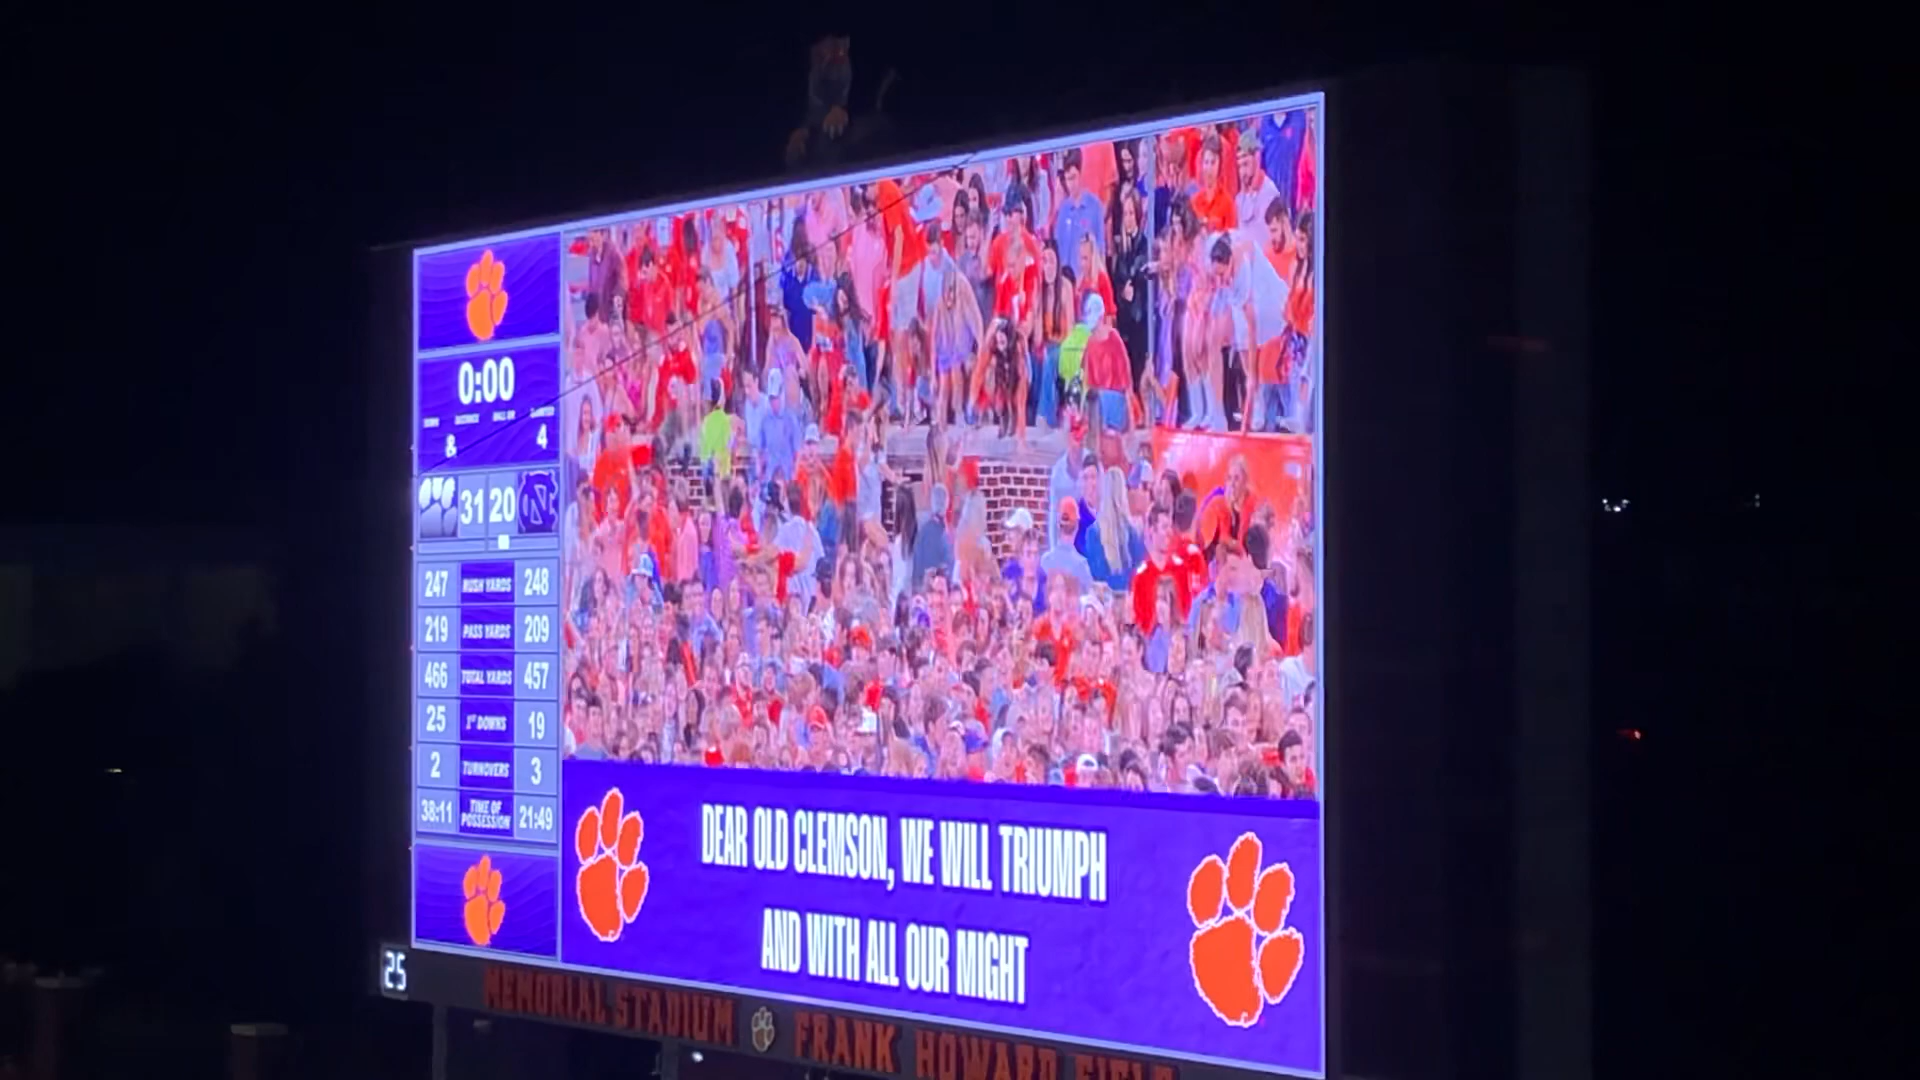 0:00
& 4
31 20
247 RUSH YARDS 248
219 PASS YARDS 209
466 TOTAL YARDS 457
25 1ST DOWNS 19
2 TURNOVERS 3
38:11 TIME OF POSSESSION 21:49
DEAR OLD CLEMSON, WE WILL TRIUMPH
AND WITH ALL OUR MIGHT
25
MEMORIAL STADIUM FRANK HOWARD FIELD